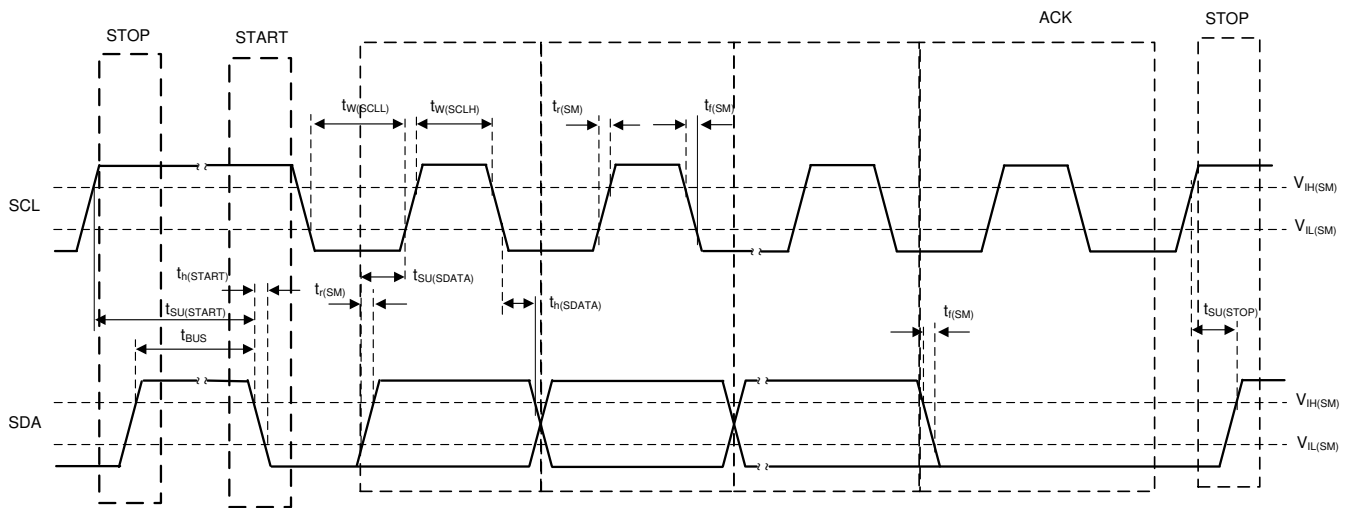 ACK
STOP
START
STOP
tW(SCLL)
tW(SCLH)
tr(SM)
tf(SM)
SCL
VIH(SM)
VIL(SM)
th(START)
tr(SM)
tSU(SDATA)
tSU(START)
th(SDATA)
tf(SM)
tSU(STOP)
tBUS
SDA
VIH(SM)
VIL(SM)